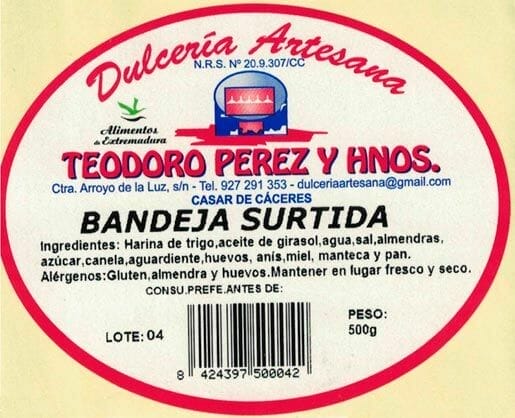 Dulcería Artesana
N.R.S. Nº 20.9.307/CC
Alimentos
de Extremadura
TEODORO PEREZ Y HNOS.
Ctra. Arroyo de la Luz, s/n - Tel. 927 291 353 - dulceriaartesana@gmail.com
CASAR DE CÁCERES
BANDEJA SURTIDA
Ingredientes: Harina de trigo,aceite de girasol,agua,sal,almendras,
azúcar,canela,aguardiente,huevos, anís,miel, manteca y pan.
Alérgenos:Gluten,almendra y huevos.Mantener en lugar fresco y seco.
CONSU.PREFE.ANTES DE:
LOTE: 04
PESO:
500g
8 424397 500042